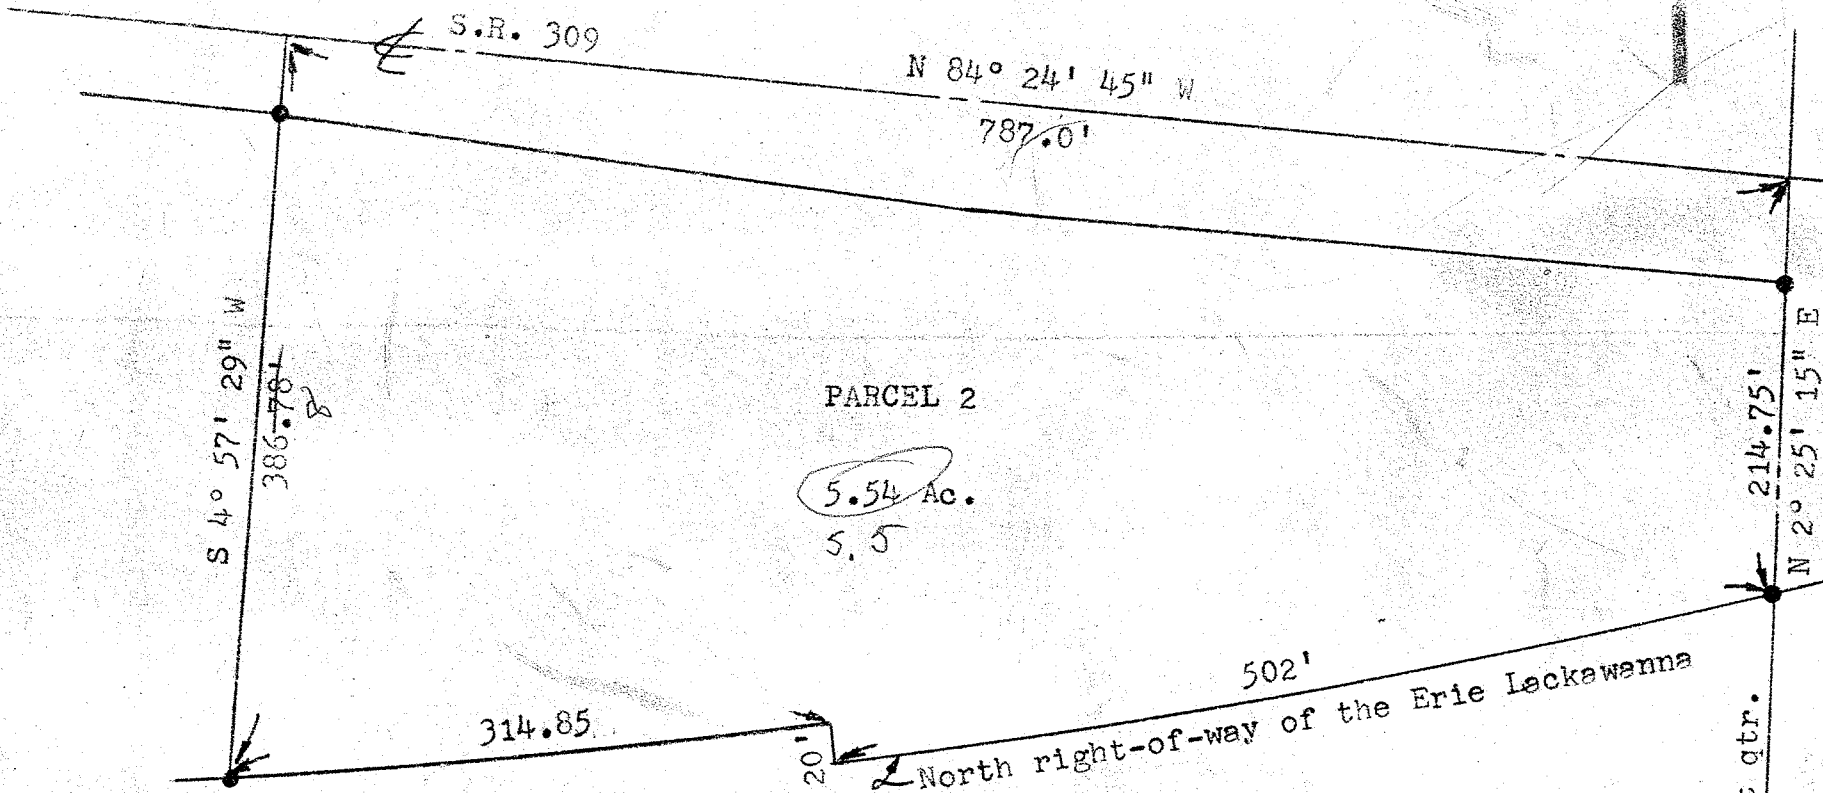 S.R. 309
N 84° 24' 45" W
787.0'
S 4° 57' 29" W
386.78'
8
PARCEL 2
5.54 Ac.
5.5
214.75'
N 2° 25' 15" E
314.85
20'
502'
North right-of-way of the Erie Lackawanna
qtr.